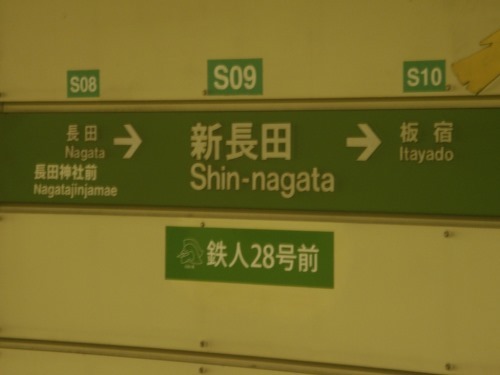 S08
S09
S10
長田
Nagata
長田神社前
Nagatajinjamae
新長田
Shin-nagata
板宿
Itayado
鉄人28号前